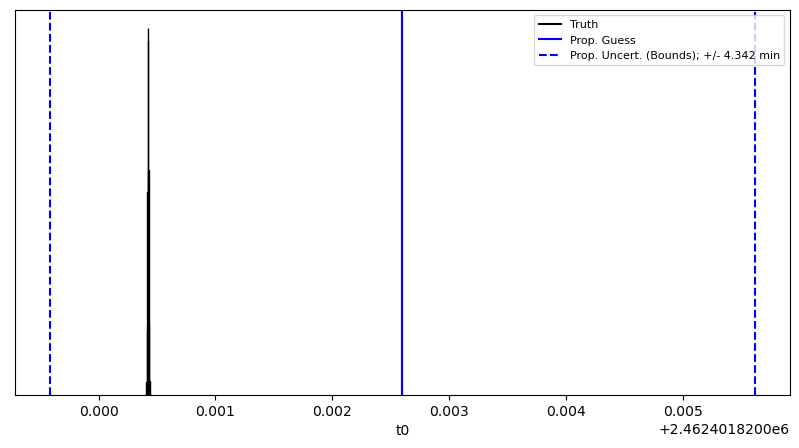 Truth
Prop. Guess
Prop. Uncert. (Bounds); +/- 4.342 min
0.000 0.001 0.002 0.003 0.004 0.005
t0
+2.4624018200e6